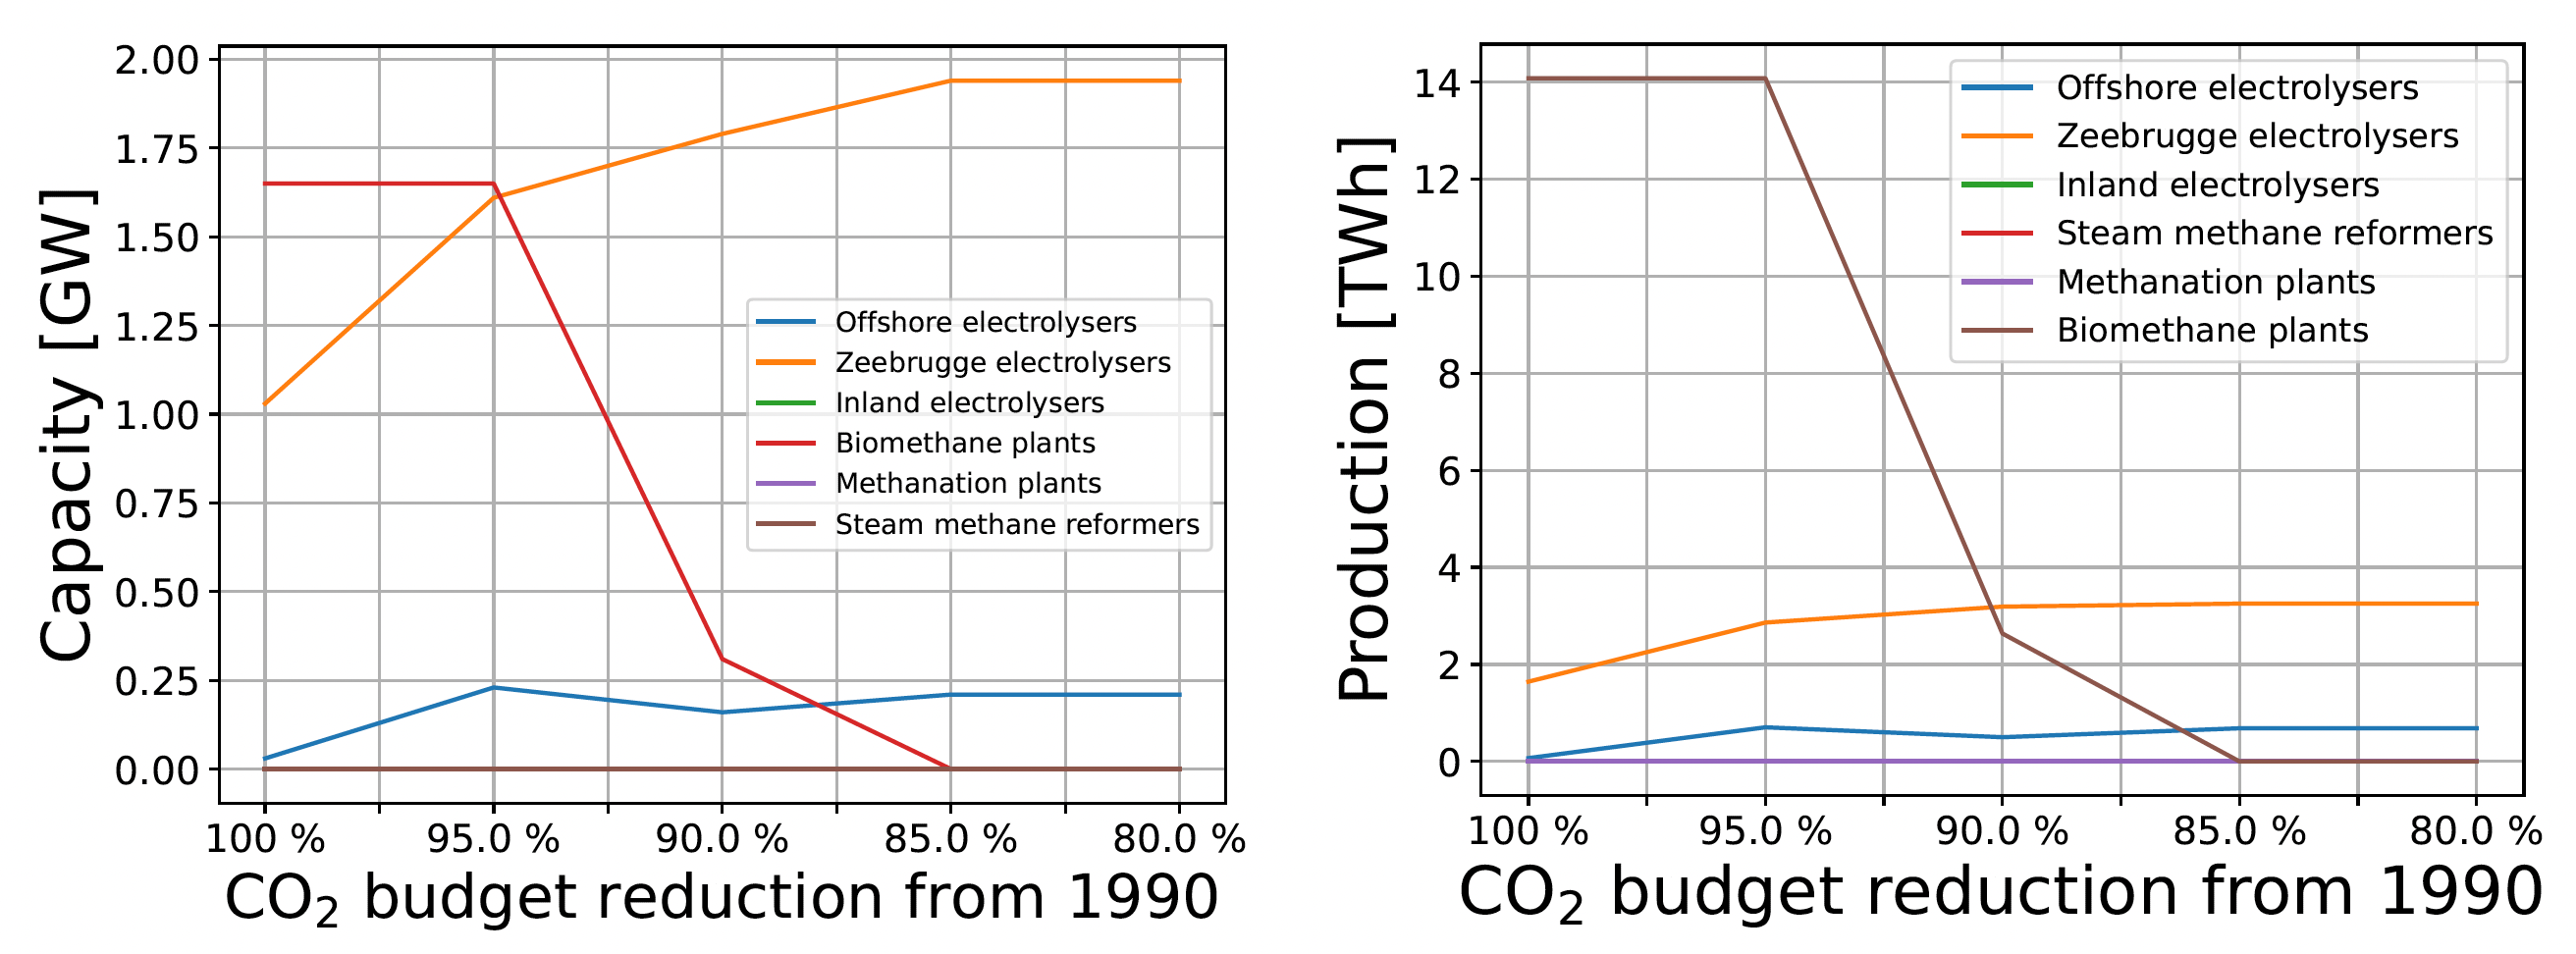 Capacity [GW]
2.00
1.75
1.50
1.25
1.00
0.75
0.50
0.25
0.00
Offshore electrolysers
Zeebrugge electrolysers
Inland electrolysers
Biomethane plants
Methanation plants
Steam methane reformers
100 % 95.0 % 90.0 % 85.0 % 80.0 %
CO₂ budget reduction from 1990
Production [TWh]
14
12
10
8
6
4
2
0
Offshore electrolysers
Zeebrugge electrolysers
Inland electrolysers
Steam methane reformers
Methanation plants
Biomethane plants
100 % 95.0 % 90.0 % 85.0 % 80.0 %
CO₂ budget reduction from 1990